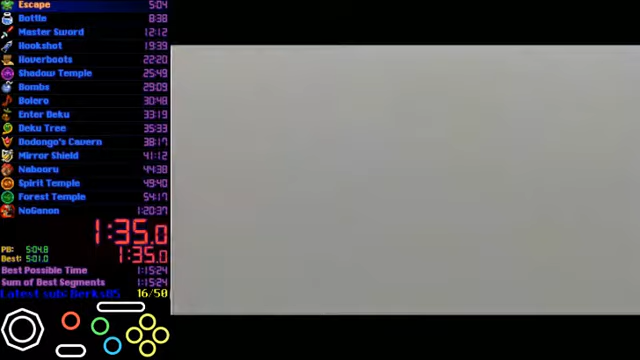 Escape 5:04
Bottle 8:38
Master Sword 12:12
Hookshot 19:39
Hoverboots 22:20
Shadow Temple 25:49
Bombs 29:09
Bolero 30:48
Enter Deku 33:19
Deku Tree 35:33
Dodongo's Cavern 38:17
Mirror Shield 41:12
Nabooru 44:38
Spirit Temple 49:40
Forest Temple 54:17
NoGanon 1:20:37
1:35.0
PB: 5:04.8
Best: 5:01.0
1:35.0
Best Possible Time 1:15:24
Sum of Best Segments 1:15:24
Latest sub: Berks05 16/50